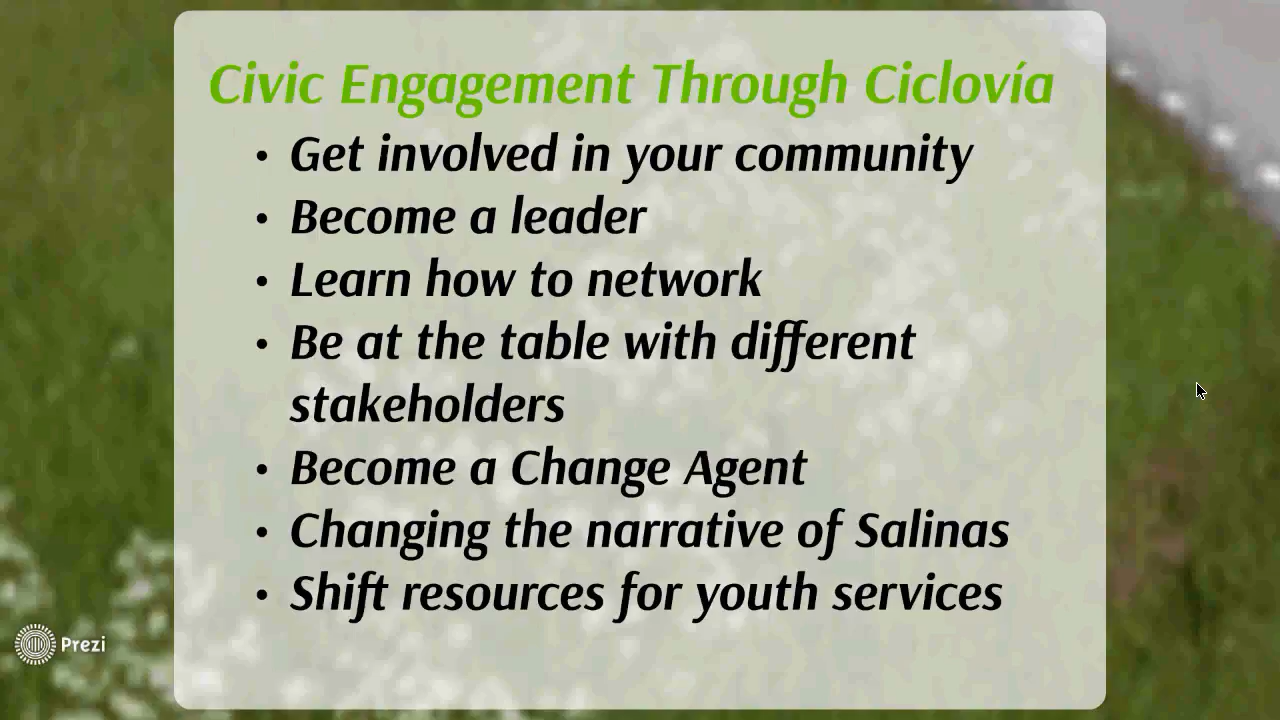 Civic Engagement Through Ciclovía
• Get involved in your community
• Become a leader
• Learn how to network
• Be at the table with different
stakeholders
• Become a Change Agent
• Changing the narrative of Salinas
• Shift resources for youth services
Prezi